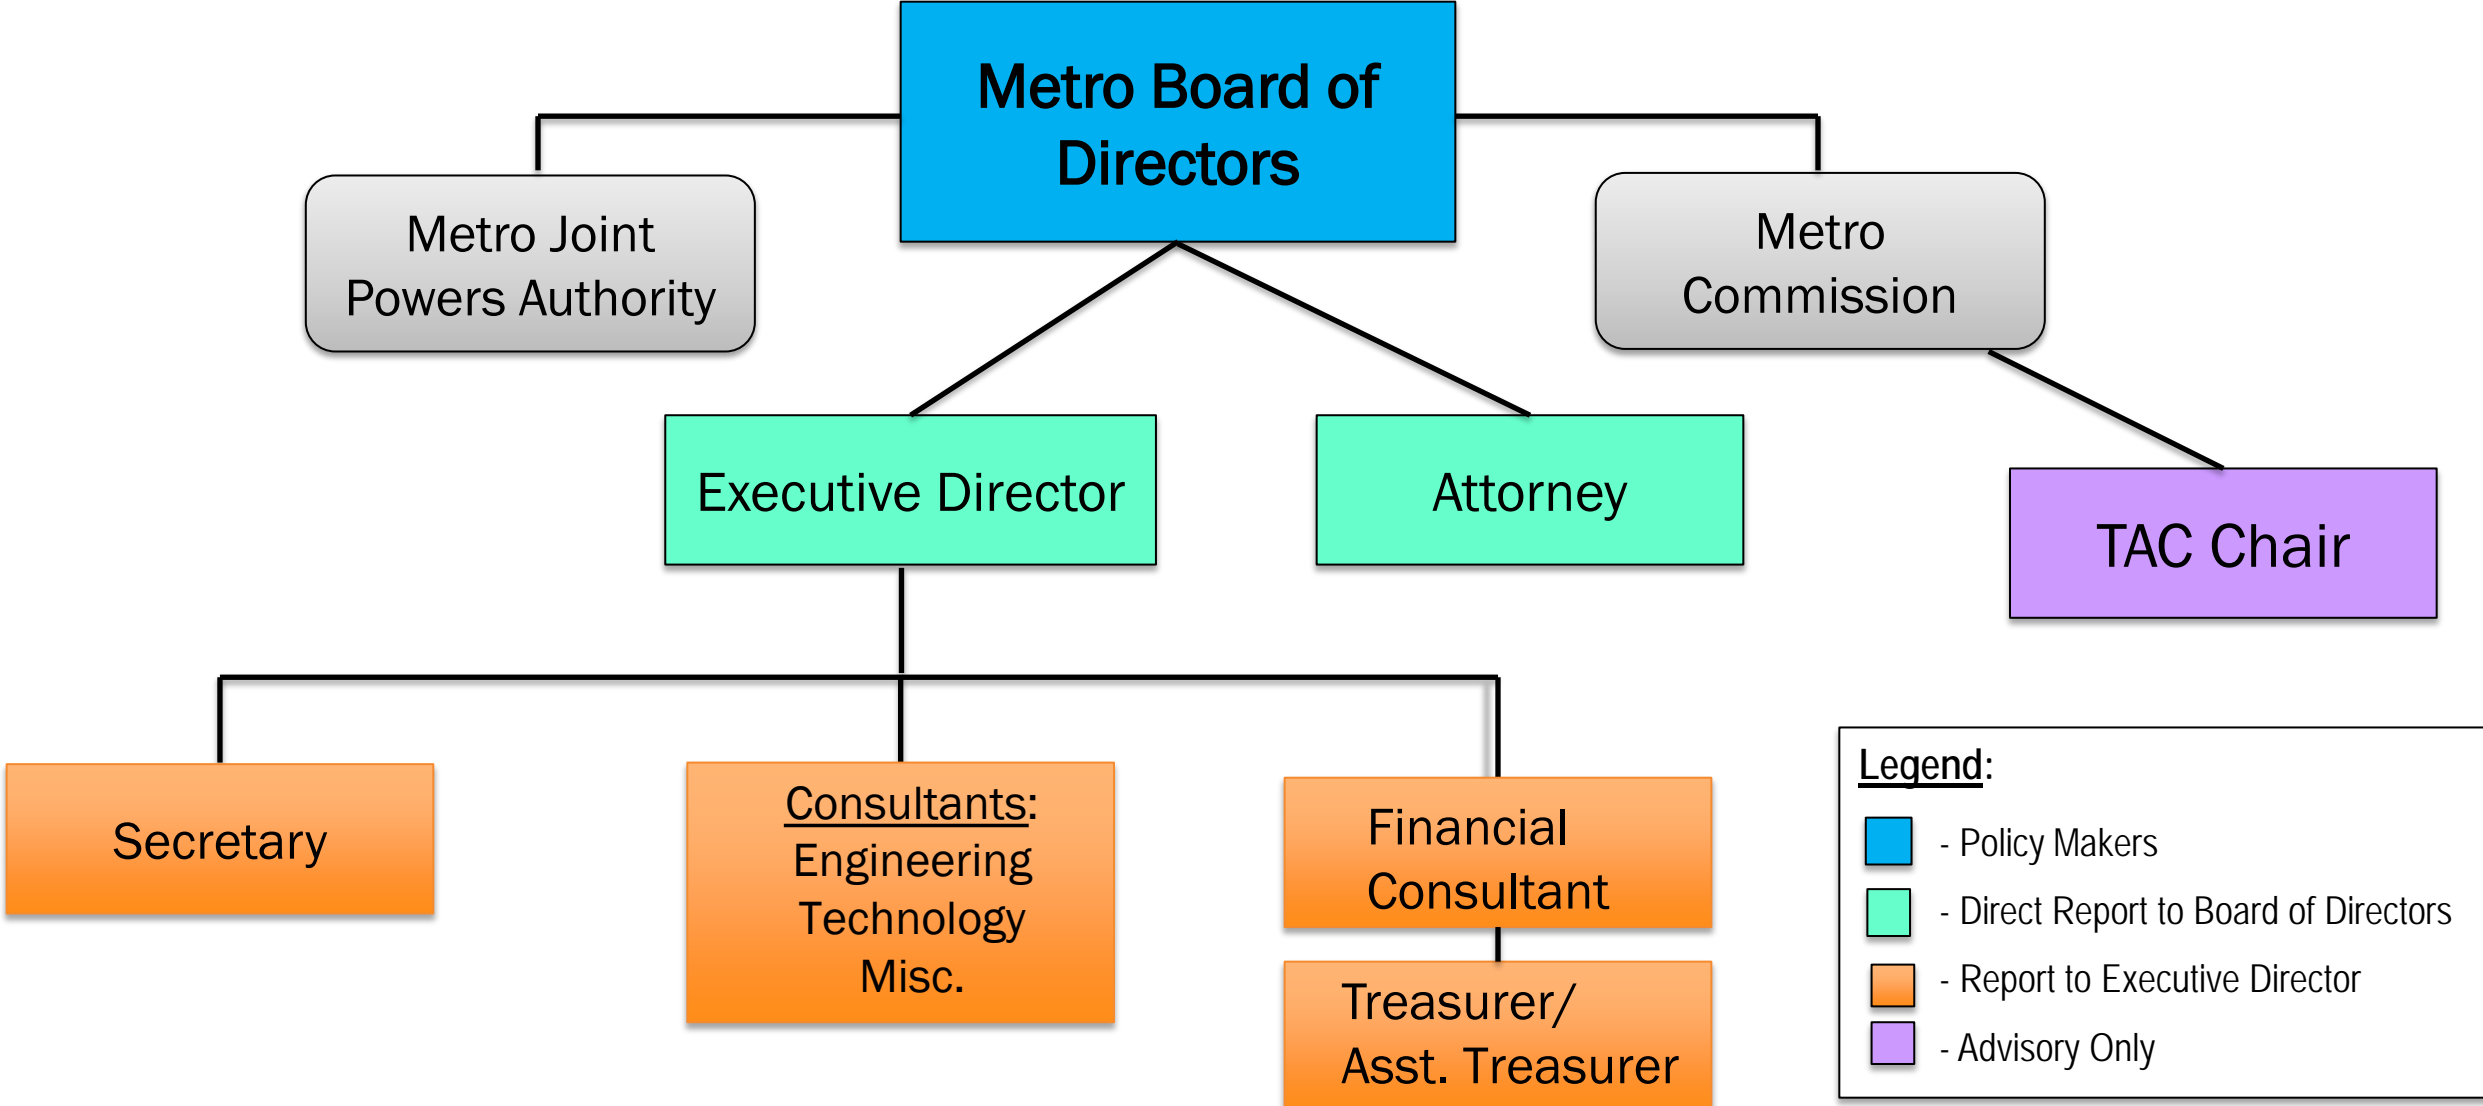 Metro Board of
Directors
Metro Joint
Powers Authority
Metro
Commission
Executive Director
Attorney
TAC Chair
Secretary
Consultants:
Engineering
Technology
Misc.
Financial
Consultant
Treasurer/
Asst. Treasurer
Legend:
- Policy Makers
- Direct Report to Board of Directors
- Report to Executive Director
- Advisory Only